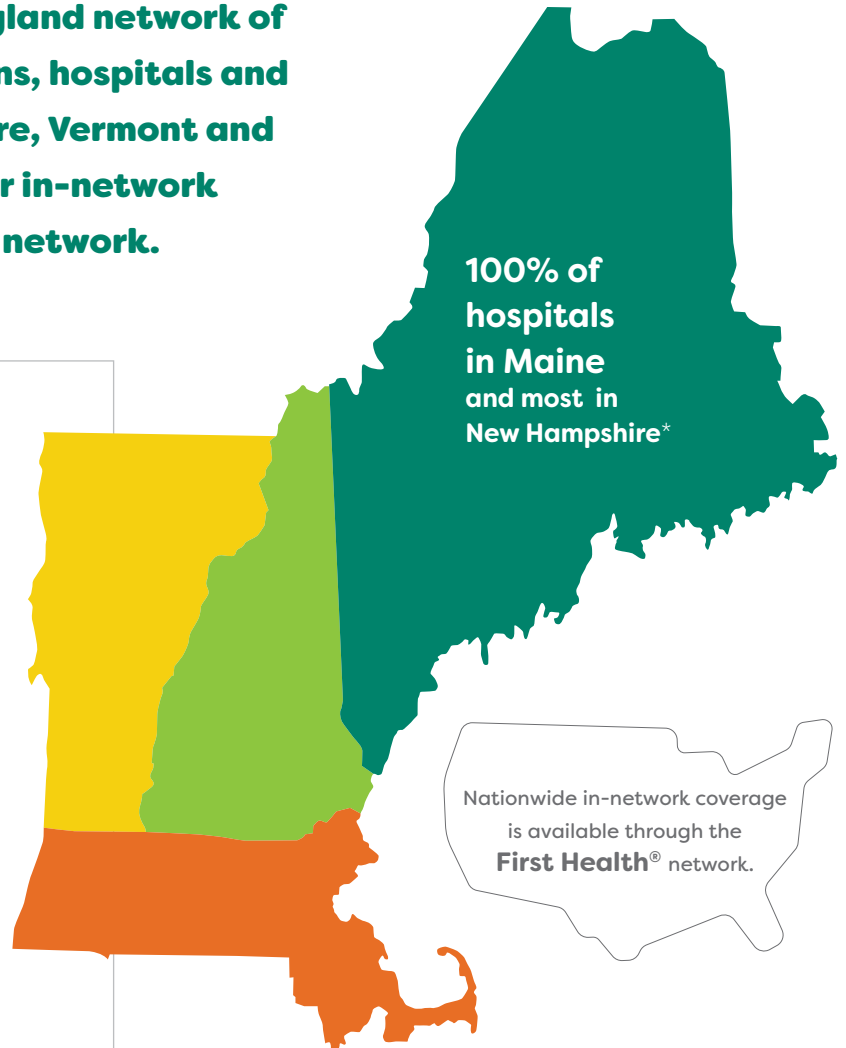 gland network of
ns, hospitals and
re, Vermont and
r in-network
network.
100% of
hospitals
in Maine
and most in
New Hampshire*
Nationwide in-network coverage
is available through the
First Health® network.